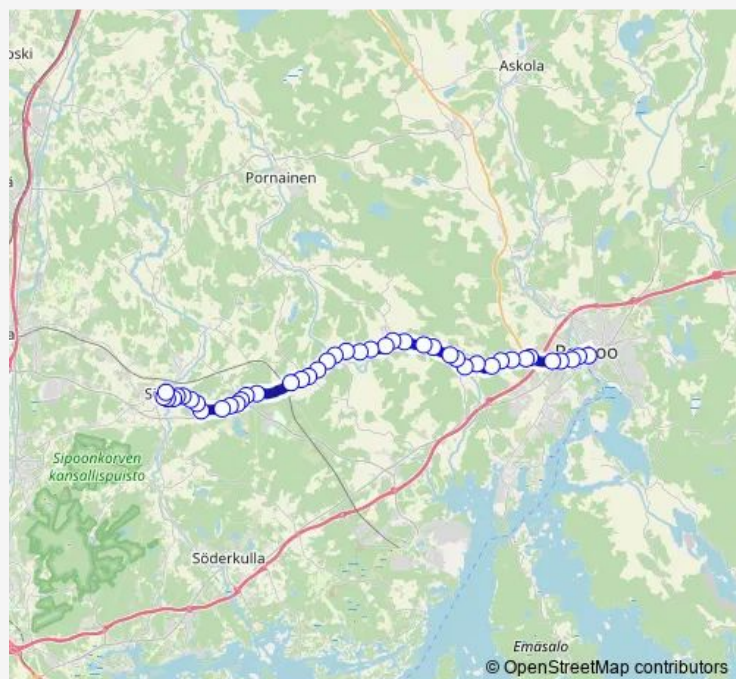 Askola
Pornainen
Sipoonkorven
kansallispuisto
Söderkulla
Emäsalo
© OpenStreetMap contributors